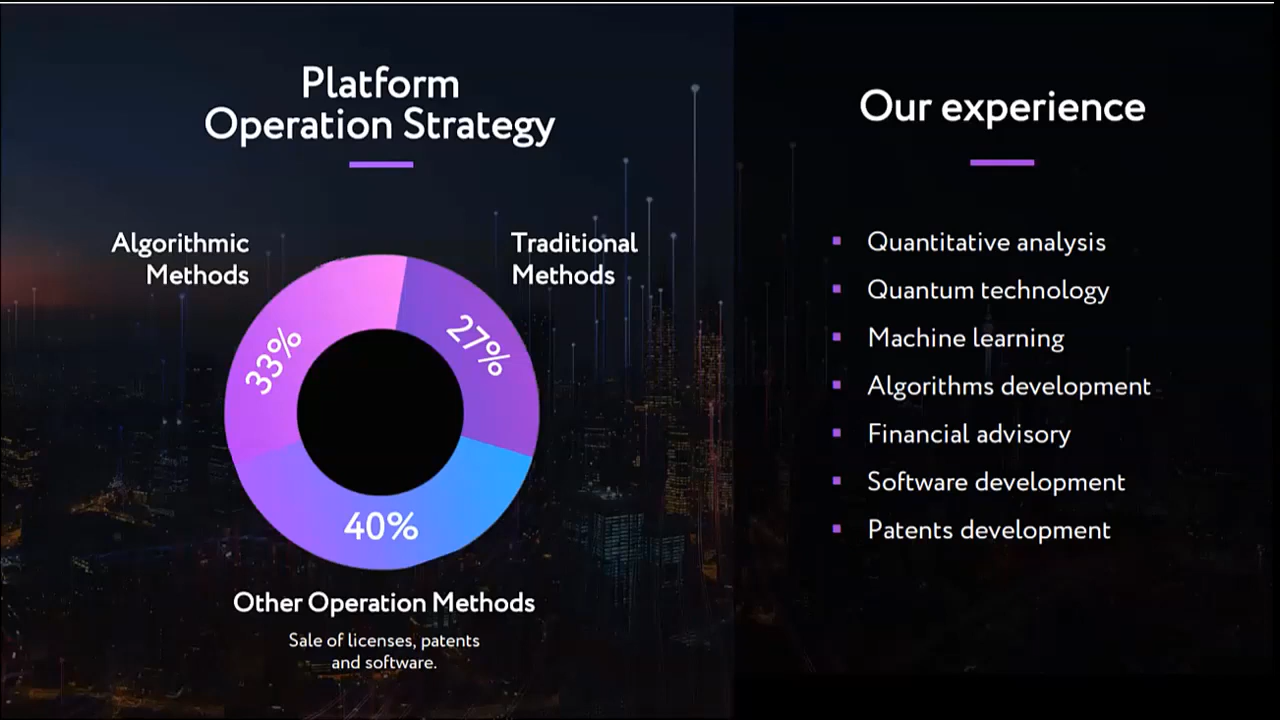 Platform
Operation Strategy
Algorithmic
Methods
Traditional
Methods
33%
27%
40%
Other Operation Methods
Sale of licenses, patents
and software.
Our experience
Quantitative analysis
Quantum technology
Machine learning
Algorithms development
Financial advisory
Software development
Patents development